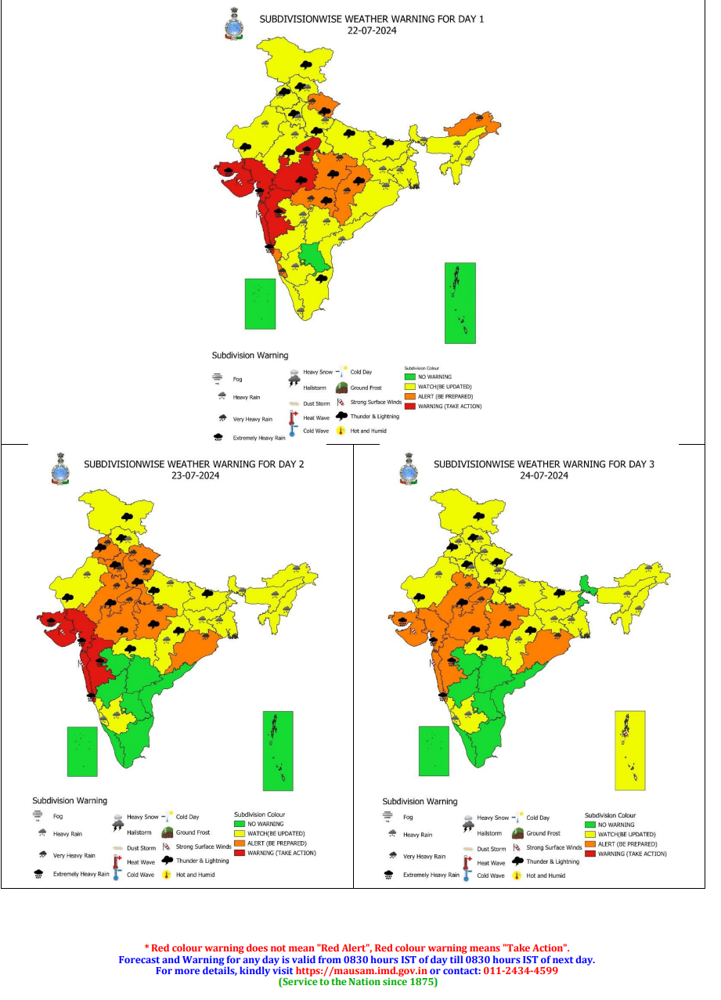 SUBDIVISIONWISE WEATHER WARNING FOR DAY 1
22-07-2024
Subdivision Warning
Fog
Heavy Rain
Very Heavy Rain
Extremely Heavy Rain
Heavy Snow
Hailstorm
Dust Storm
Heat Wave
Cold Wave
Cold Day
Ground Frost
Strong Surface Winds
Thunder & Lightning
Hot and Humid
Subdivision Colour
NO WARNING
WATCH(BE UPDATED)
ALERT (BE PREPARED)
WARNING (TAKE ACTION)
SUBDIVISIONWISE WEATHER WARNING FOR DAY 2
23-07-2024
Subdivision Warning
Fog
Heavy Rain
Very Heavy Rain
Extremely Heavy Rain
Heavy Snow
Hailstorm
Dust Storm
Heat Wave
Cold Wave
Cold Day
Ground Frost
Strong Surface Winds
Thunder & Lightning
Hot and Humid
Subdivision Colour
NO WARNING
WATCH(BE UPDATED)
ALERT (BE PREPARED)
WARNING (TAKE ACTION)
SUBDIVISIONWISE WEATHER WARNING FOR DAY 3
24-07-2024
Subdivision Warning
Fog
Heavy Rain
Very Heavy Rain
Extremely Heavy Rain
Heavy Snow
Hailstorm
Dust Storm
Heat Wave
Cold Wave
Cold Day
Ground Frost
Strong Surface Winds
Thunder & Lightning
Hot and Humid
Subdivision Colour
NO WARNING
WATCH(BE UPDATED)
ALERT (BE PREPARED)
WARNING (TAKE ACTION)
* Red colour warning does not mean "Red Alert", Red colour warning means "Take Action".
Forecast and Warning for any day is valid from 0830 hours IST of day till 0830 hours IST of next day.
For more details, kindly visit https://mausam.imd.gov.in or contact: 011-2434-4599
(Service to the Nation since 1875)